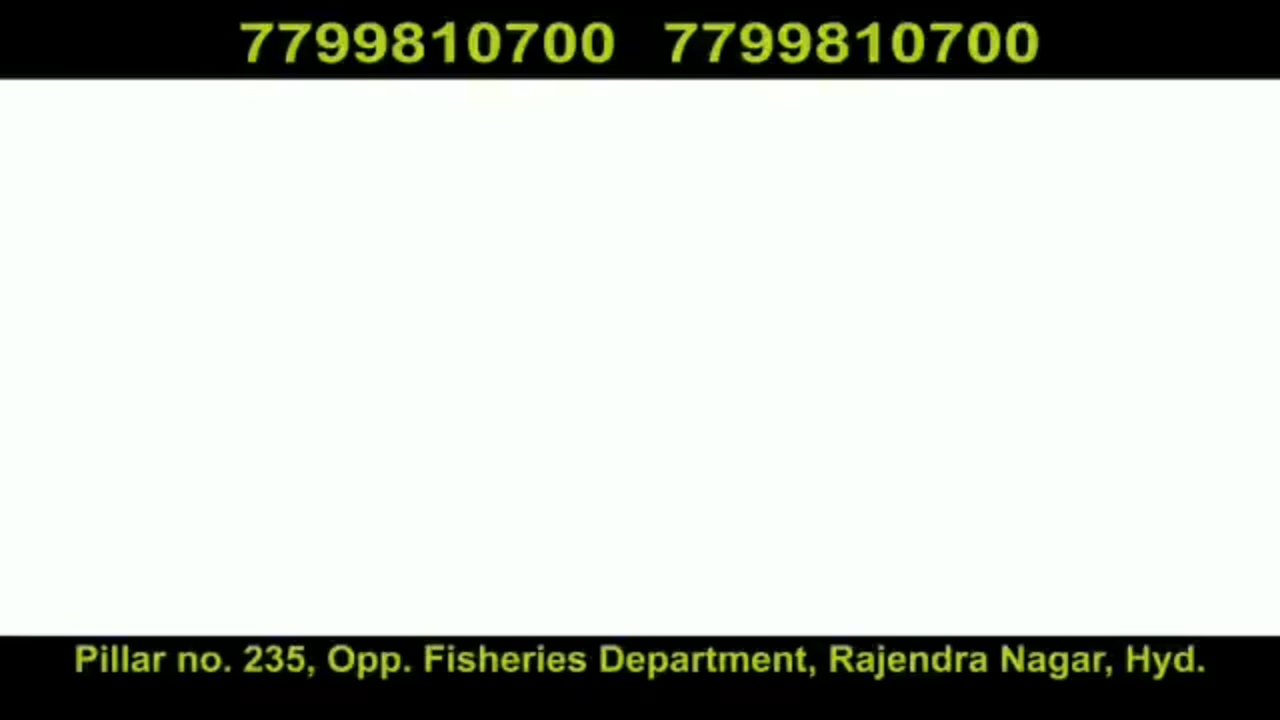 7799810700 7799810700
Pillar no. 235, Opp. Fisheries Department, Rajendra Nagar, Hyd.